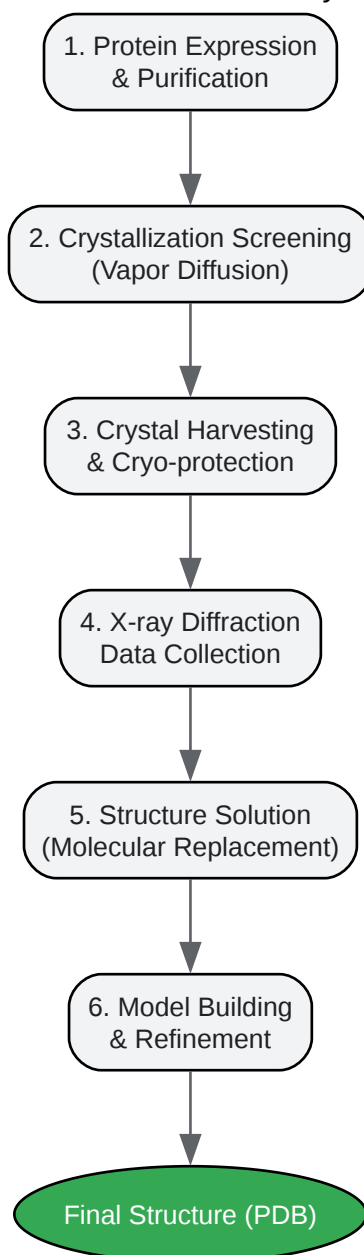 1. Protein Expression
& Purification
2. Crystallization Screening
(Vapor Diffusion)
3. Crystal Harvesting
& Cryo-protection
4. X-ray Diffraction
Data Collection
5. Structure Solution
(Molecular Replacement)
6. Model Building
& Refinement
Final Structure (PDB)